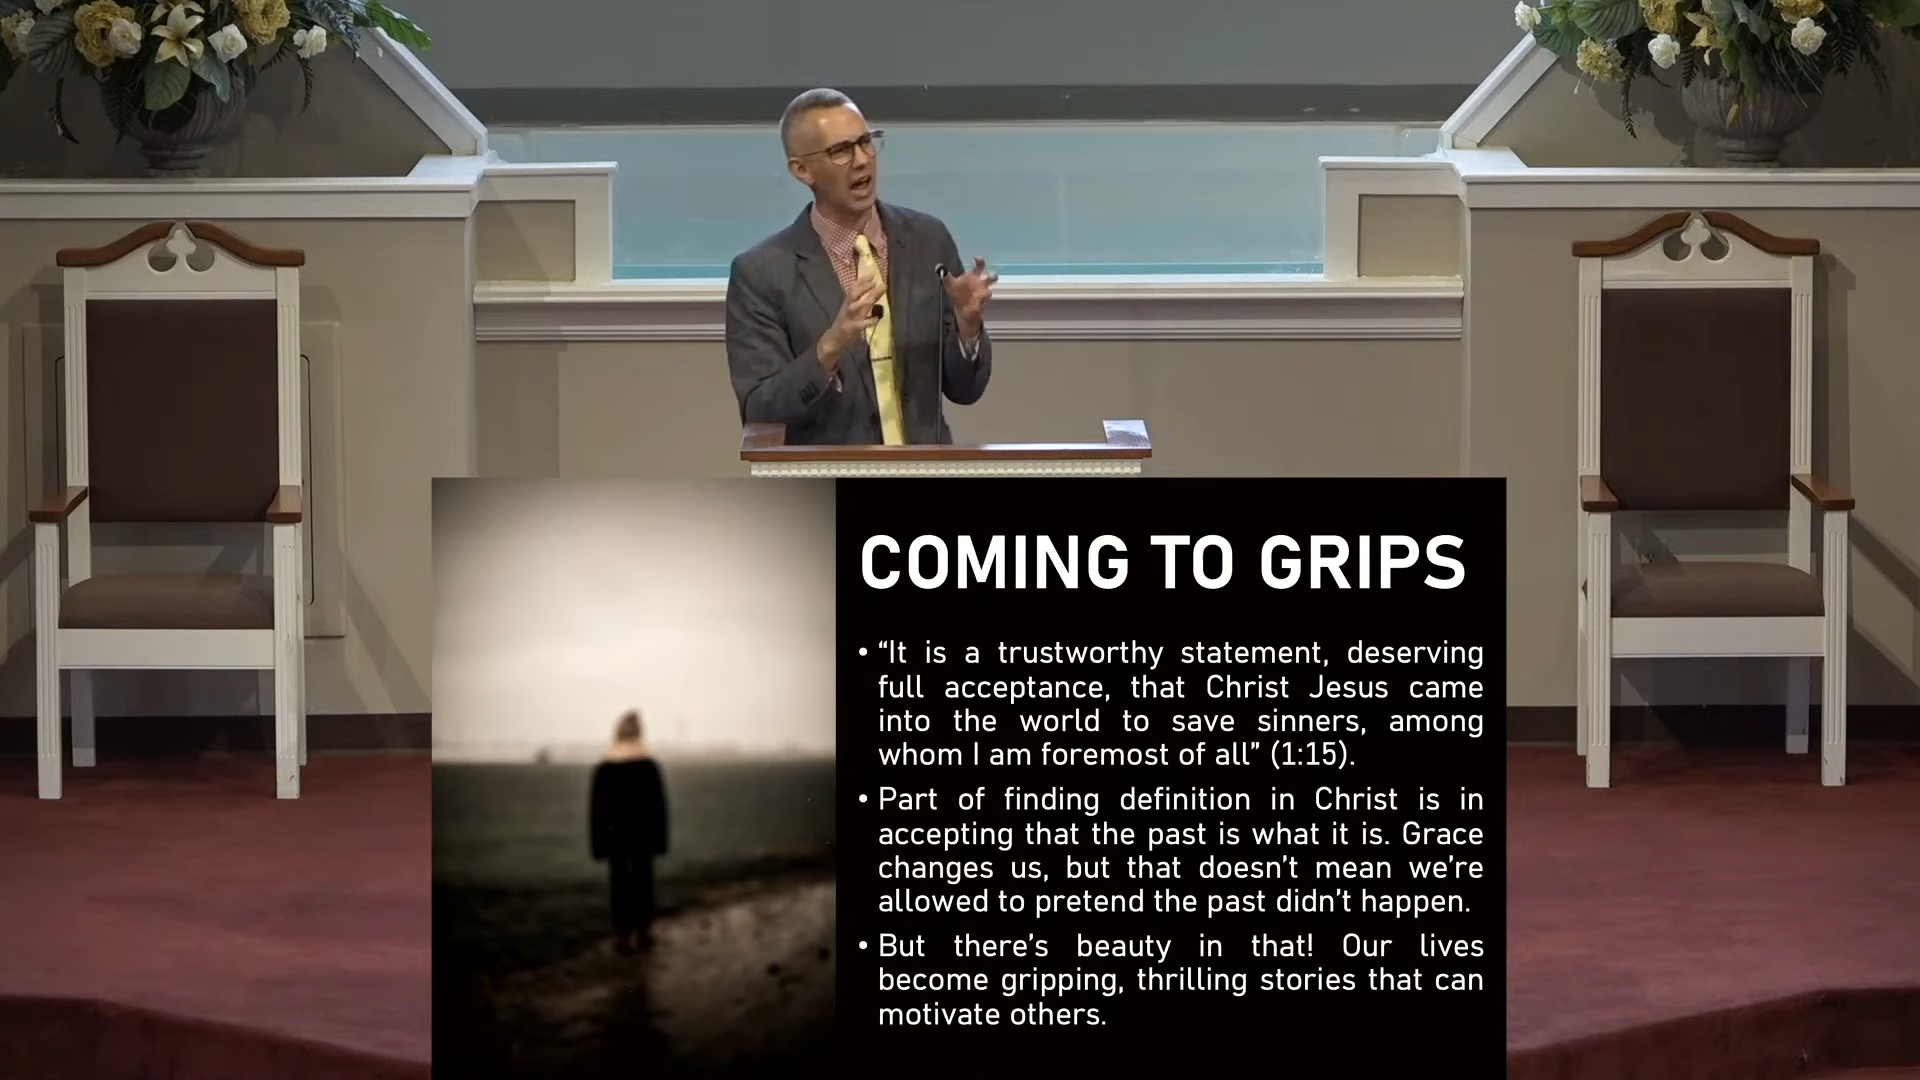 COMING TO GRIPS
• “It is a trustworthy statement, deserving
full acceptance, that Christ Jesus came
into the world to save sinners, among
whom I am foremost of all” (1:15).
• Part of finding definition in Christ is in
accepting that the past is what it is. Grace
changes us, but that doesn’t mean we’re
allowed to pretend the past didn’t happen.
• But there’s beauty in that! Our lives
become gripping, thrilling stories that can
motivate others.